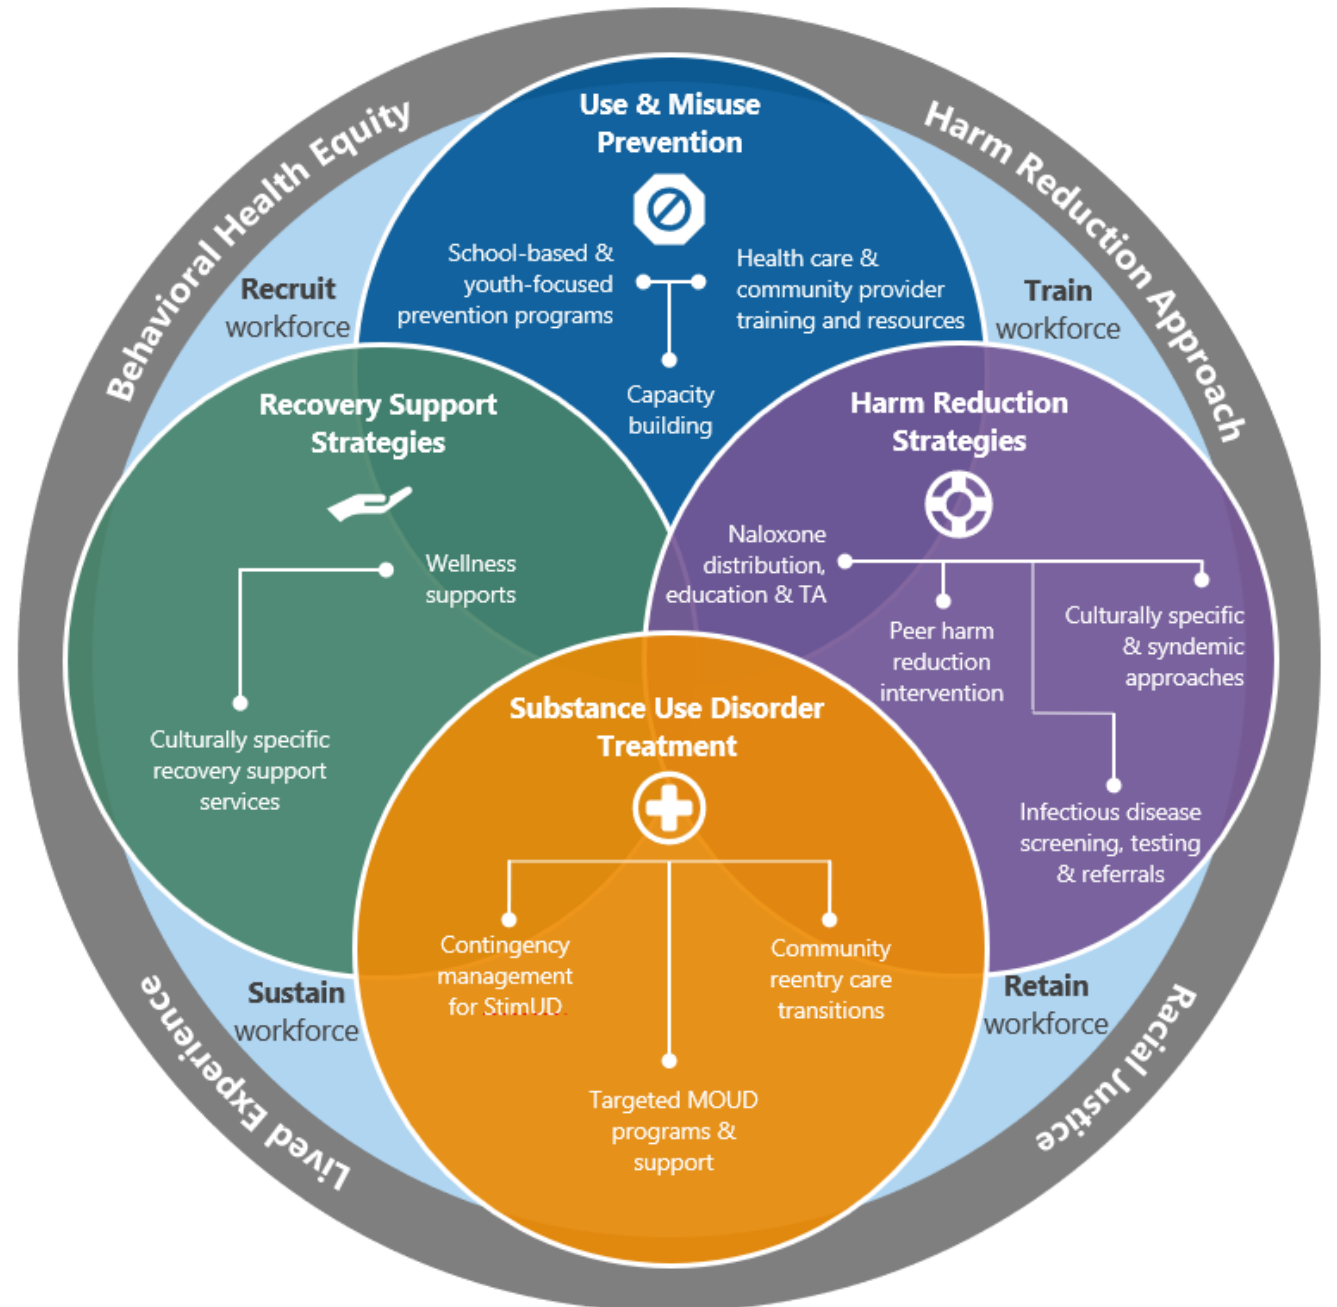 Behavioral Health Equity
Harm Reduction Approach
Use & Misuse
Prevention
School-based &
youth-focused
prevention programs
Health care &
community provider
training and resources
Capacity
building
Recruit
workforce
Train
workforce
Recovery Support
Strategies
Wellness
supports
Culturally specific
recovery support
services
Harm Reduction
Strategies
Naloxone
distribution,
education & TA
Peer harm
reduction
intervention
Culturally specific
& syndemic
approaches
Infectious disease
screening, testing
& referrals
Substance Use Disorder
Treatment
Contingency
management
for StimUD
Community
reentry care
transitions
Targeted MOUD
programs &
support
Sustain
workforce
Retain
workforce
Lived Experience
Racial Justice